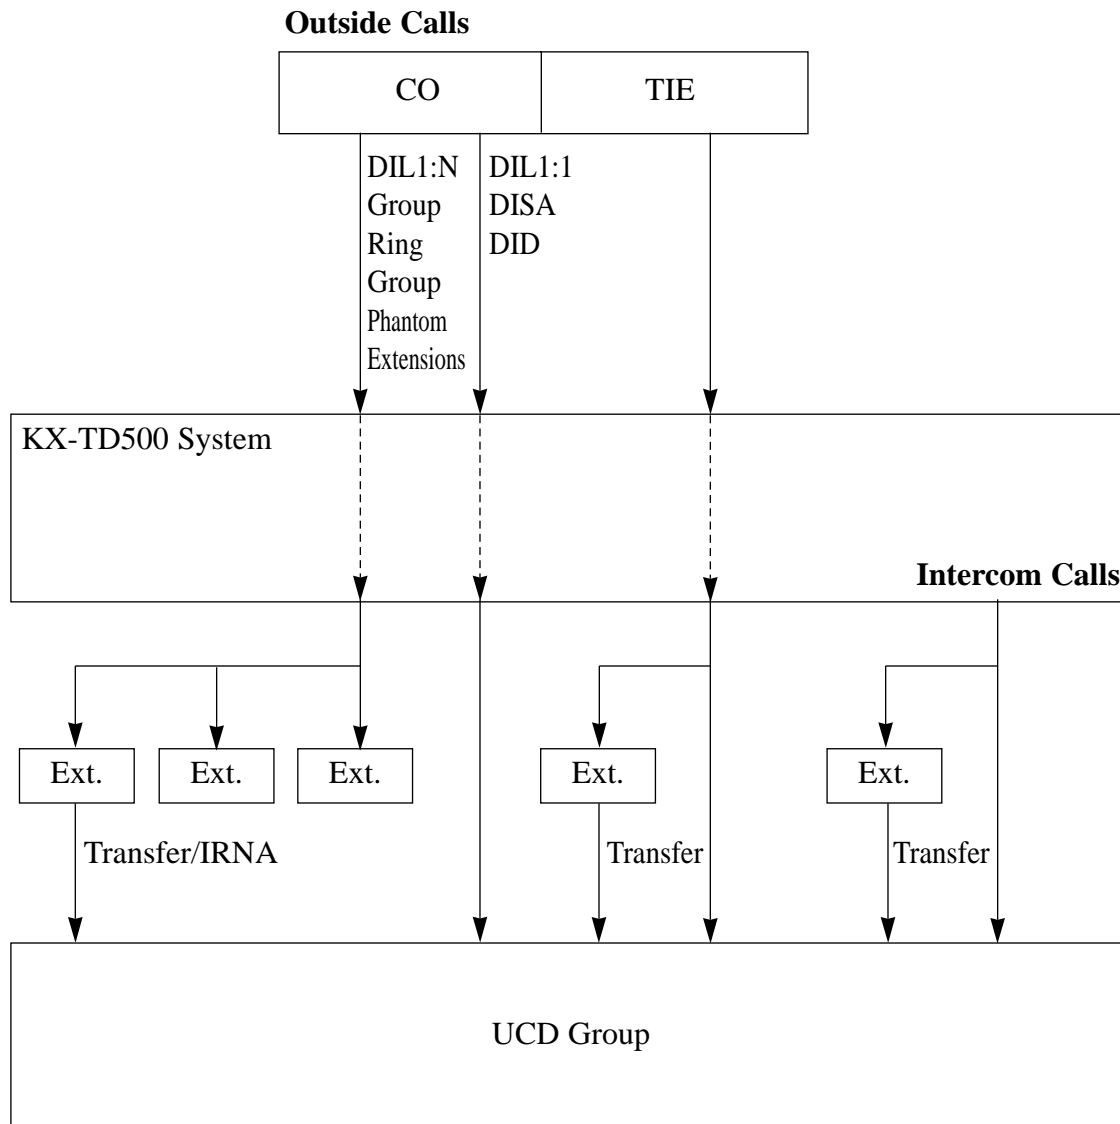 Outside Calls
CO TIE
DIL1:N DIL1:1
Group DISA
Ring DID
Group
Phantom
Extensions
KX-TD500 System
Intercom Calls
Ext. Ext. Ext. Ext. Ext.
Transfer/IRNA Transfer Transfer
UCD Group